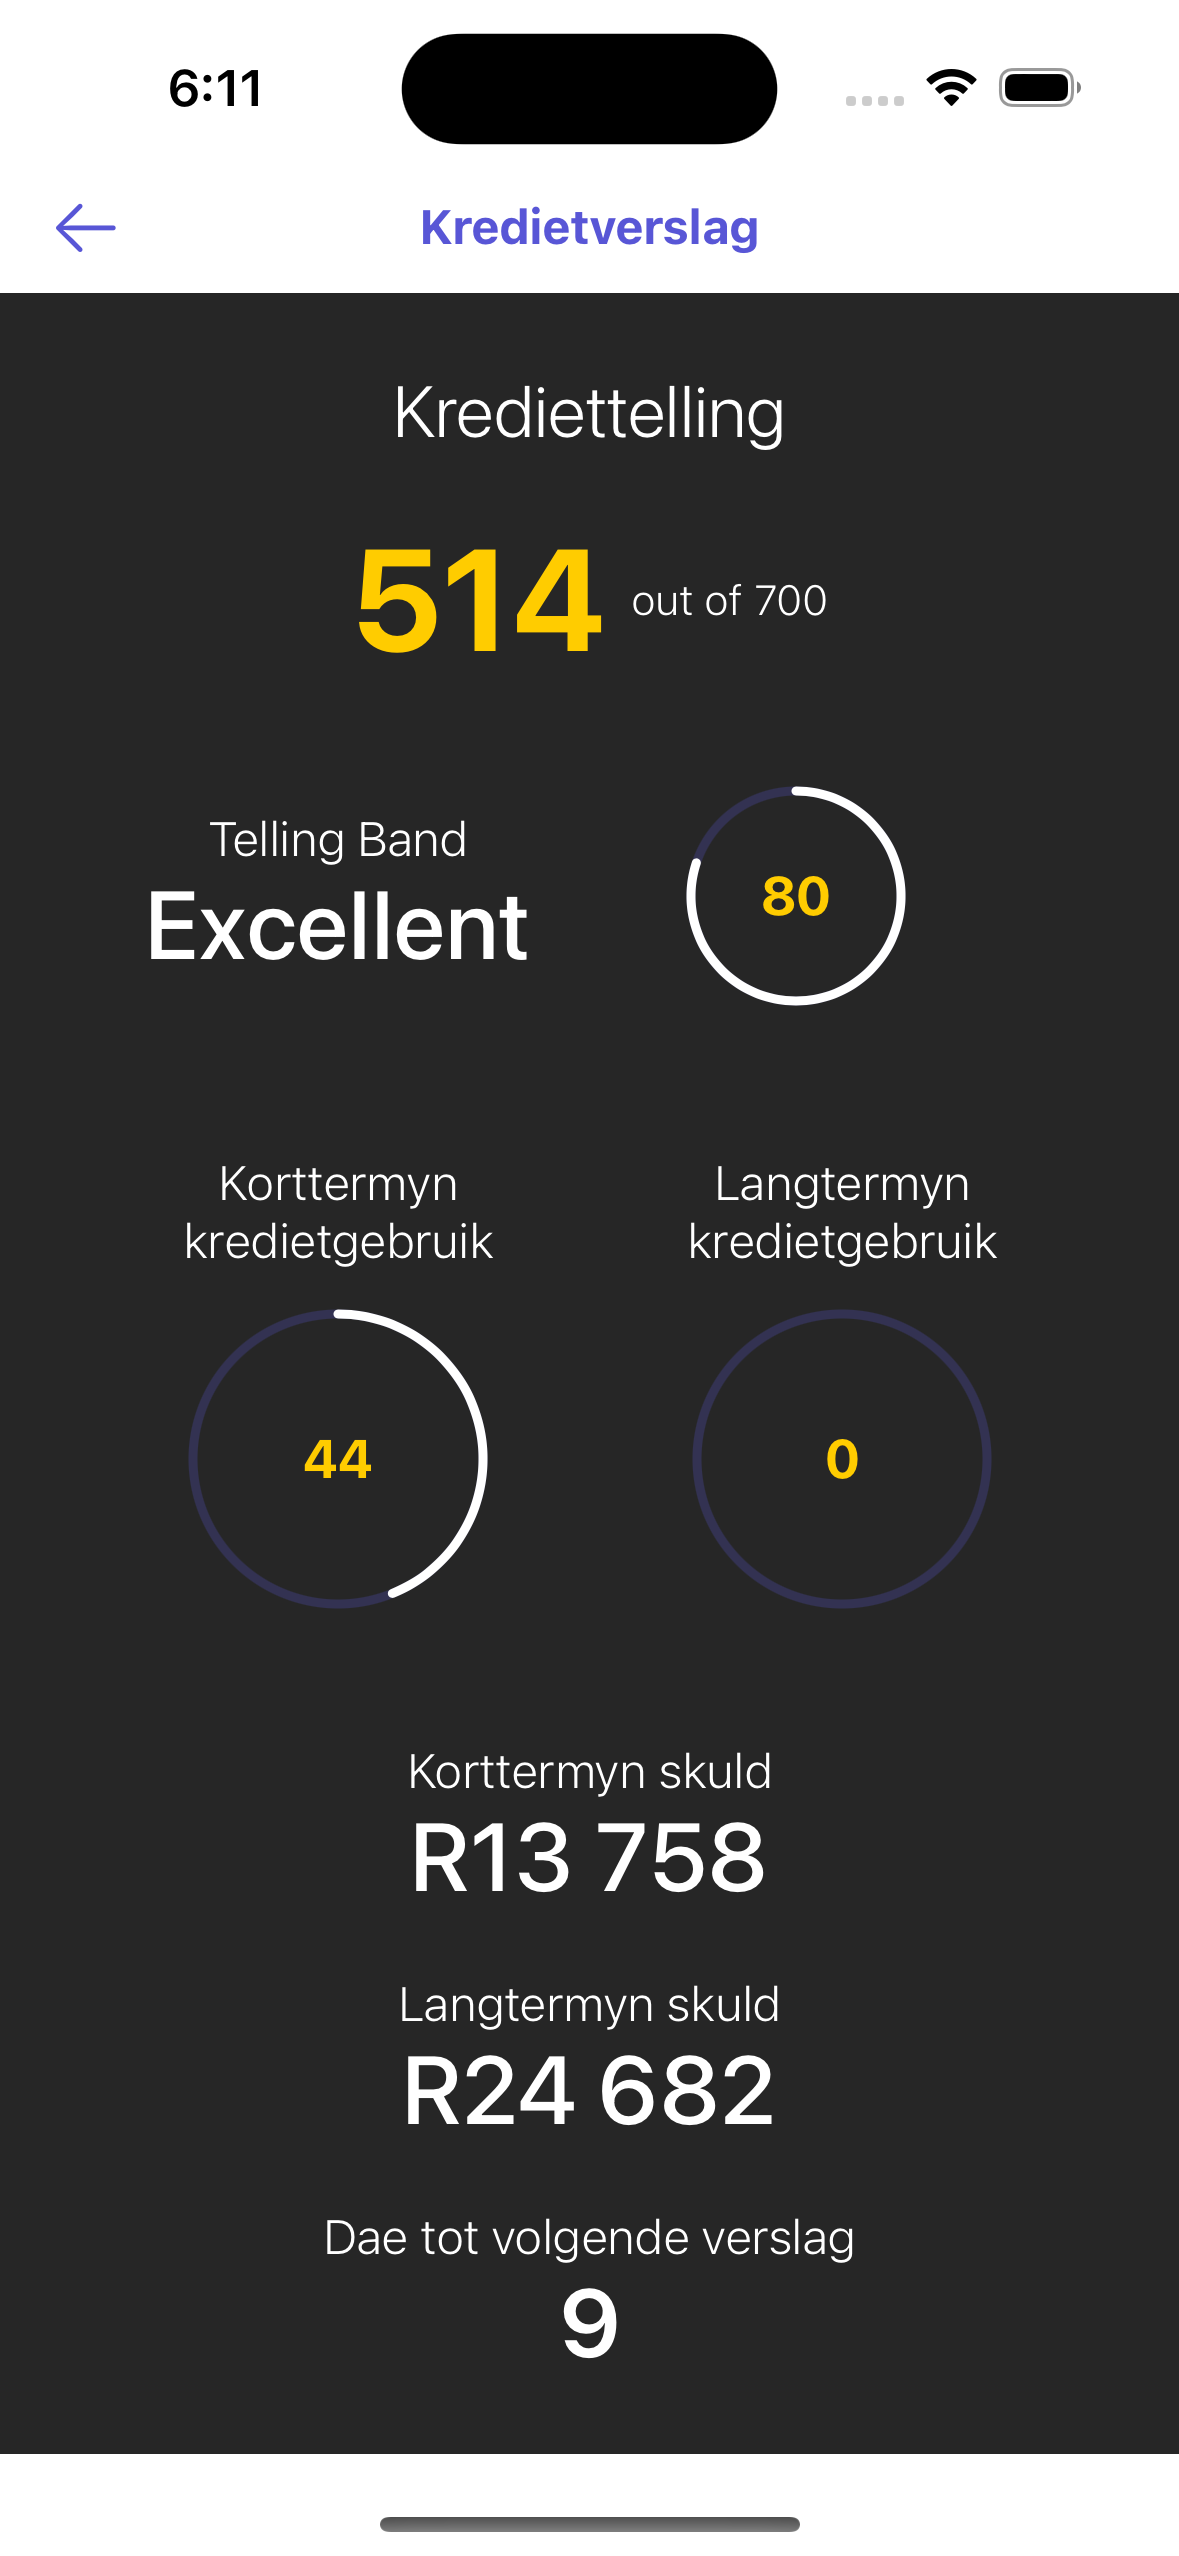 6:11
Kredietverslag
Krediettelling
514 out of 700
Telling Band
Excellent
80
Korttermyn
kredietgebruik
Langtermyn
kredietgebruik
44
0
Korttermyn skuld
R13 758
Langtermyn skuld
R24 682
Dae tot volgende verslag
9